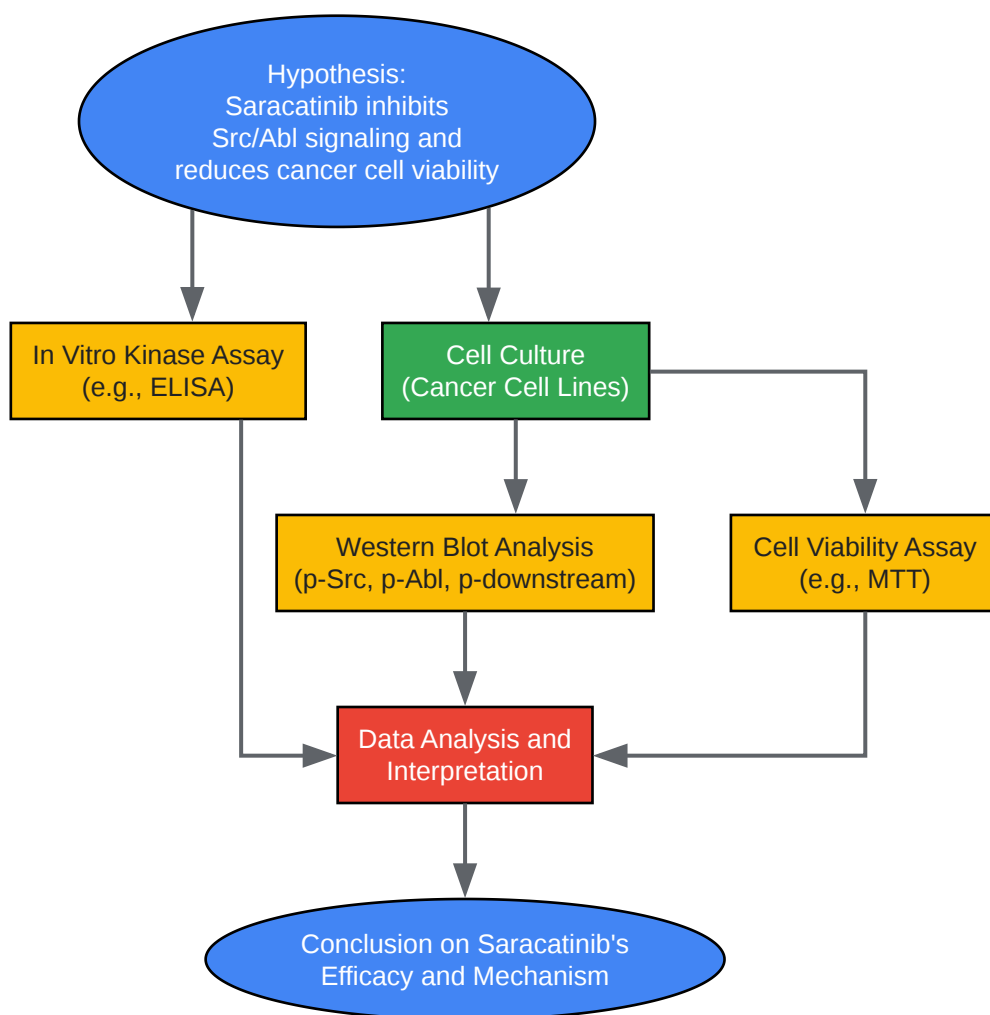 Hypothesis:
Saracatinib inhibits
Src/Abl signaling and
reduces cancer cell viability
In Vitro Kinase Assay
(e.g., ELISA)
Cell Culture
(Cancer Cell Lines)
Western Blot Analysis
(p-Src, p-Abl, p-downstream)
Cell Viability Assay
(e.g., MTT)
Data Analysis and
Interpretation
Conclusion on Saracatinib's
Efficacy and Mechanism